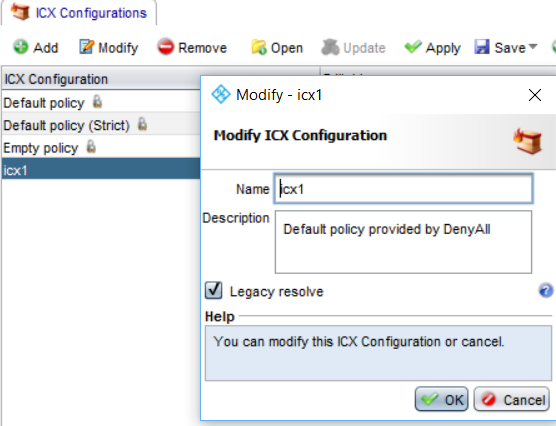 ICX Configurations
Add Modify Remove Open Update Apply Save
ICX Configuration
Default policy
Default policy (Strict)
Empty policy
icx1
Modify - icx1
Modify ICX Configuration
Name icx1
Description Default policy provided by DenyAll
Legacy resolve
Help
You can modify this ICX Configuration or cancel.
OK Cancel